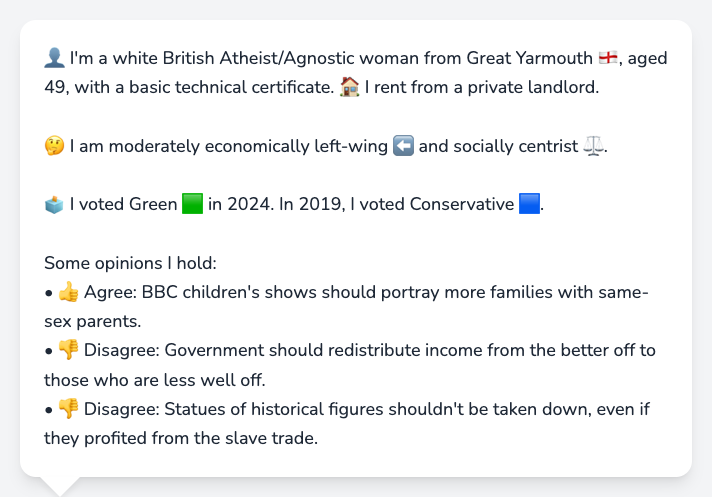 👤 I'm a white British Atheist/Agnostic woman from Great Yarmouth 🏴󠁧󠁢󠁥󠁮󠁧󠁿, aged
49, with a basic technical certificate. 🏠 I rent from a private landlord.
🤔 I am moderately economically left-wing ⬅️ and socially centrist ⚖️.
🗳️ I voted Green 🟩 in 2024. In 2019, I voted Conservative 🟦.
Some opinions I hold:
• 👍 Agree: BBC children's shows should portray more families with same-
sex parents.
• 👎 Disagree: Government should redistribute income from the better off to
those who are less well off.
• 👎 Disagree: Statues of historical figures shouldn't be taken down, even if
they profited from the slave trade.